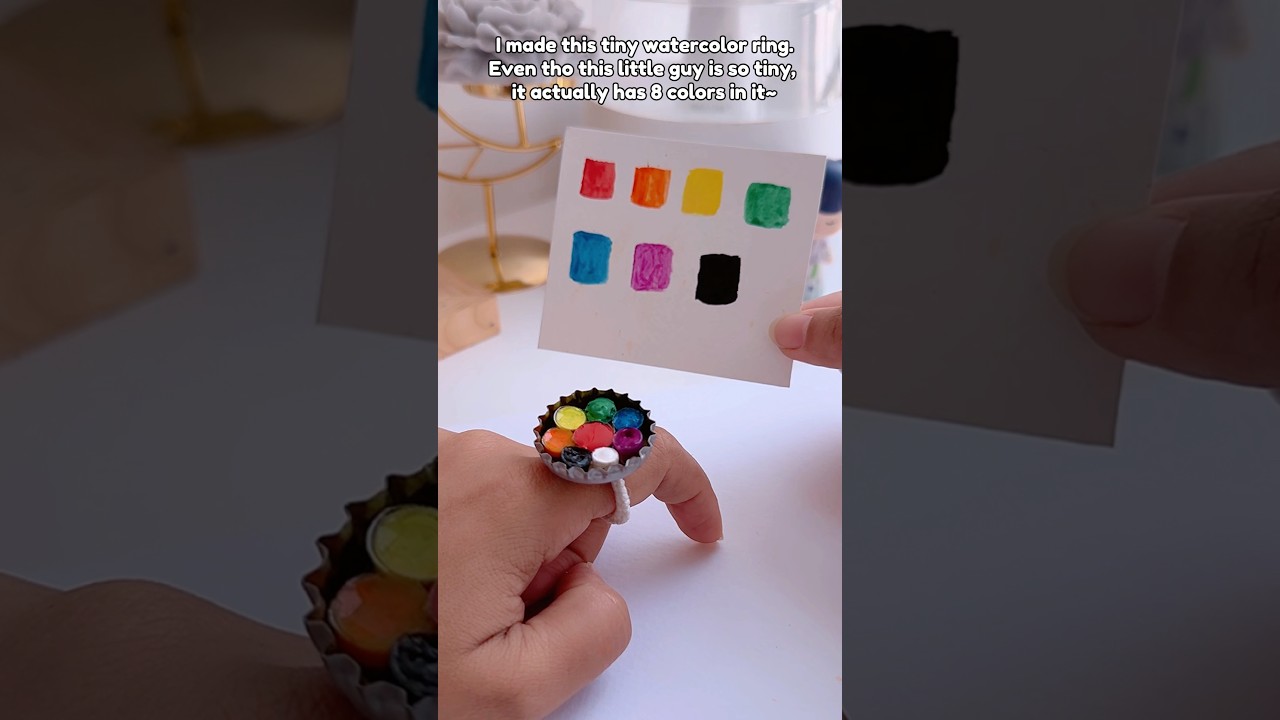 I made this tiny watercolor ring.
Even tho this little guy is so tiny,
it actually has 8 colors in it~